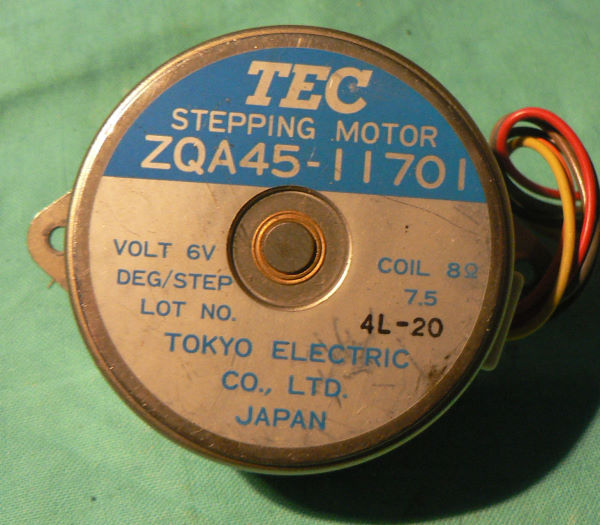 TEC
STEPPING MOTOR
ZQA45-11701
VOLT 6V COIL 8Ω
DEG/STEP 7.5
LOT NO. 4L-20
TOKYO ELECTRIC
CO., LTD.
JAPAN